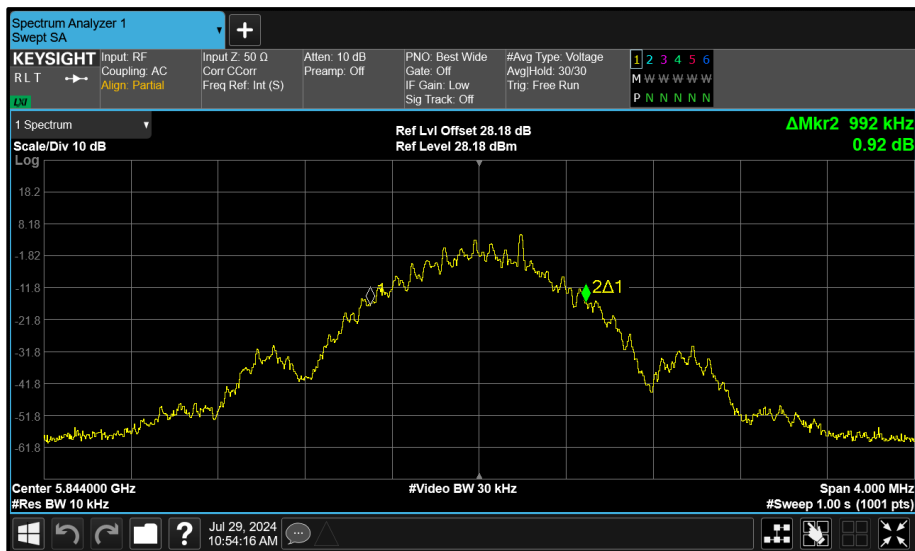 Spectrum Analyzer 1
Swept SA
KEYSIGHT
R L T
LXI
Input: RF
Coupling: AC
Align: Partial
Input Z: 50 Ω
Corr CCorr
Freq Ref: Int (S)
Atten: 10 dB
Preamp: Off
PNO: Best Wide
Gate: Off
IF Gain: Low
Sig Track: Off
#Avg Type: Voltage
Avg|Hold: 30/30
Trig: Free Run
1 2 3 4 5 6
M W W W W W
P N N N N N
1 Spectrum
Scale/Div 10 dB
Ref Lvl Offset 28.18 dB
Ref Level 28.18 dBm
ΔMkr2 992 kHz
0.92 dB
Log
18.2
8.18
-1.82
-11.8
-21.8
-31.8
-41.8
-51.8
-61.8
1
2Δ1
Center 5.844000 GHz
#Res BW 10 kHz
#Video BW 30 kHz
Span 4.000 MHz
#Sweep 1.00 s (1001 pts)
?
Jul 29, 2024
10:54:16 AM